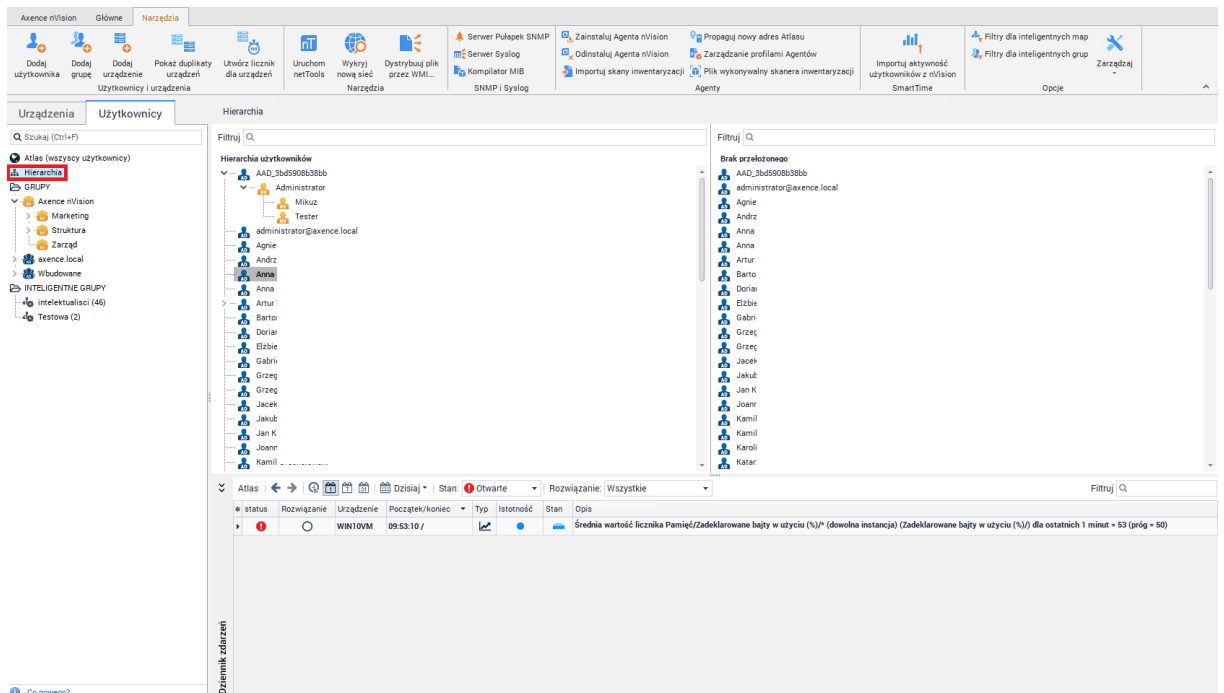 Axence nVision Główne Narzędzia
Dodaj użytkownika
Dodaj grupę
Dodaj urządzenie
Pokaż duplikaty urządzeń
Użytkownicy i urządzenia
Utwórz licznik dla urządzeń
Uruchom netTools
Wykryj nową sieć
Dystrybuuj plik przez WMI...
Narzędzia
Serwer Pułapek SNMP
Serwer Syslog
Kompilator MIB
SNMP i Syslog
Zainstaluj Agenta nVision
Odinstaluj Agenta nVision
Importuj skany inwentaryzacji
Propaguj nowy adres Atlasu
Zarządzanie profilami Agentów
Plik wykonywalny skanera inwentaryzacji
Agenty
Importuj aktywność użytkowników z nVision
SmartTime
Filtry dla inteligentnych map
Filtry dla inteligentnych grup
Zarządzaj
Opcje
Urządzenia Użytkownicy
Szukaj (Ctrl+F)
Atlas (wszyscy użytkownicy)
Hierarchia
GRUPY
Axence nVision
Marketing
Struktura
Zarząd
axence.local
Wbudowane
INTELIGENTNE GRUPY
intelektualisci (46)
Testowa (2)
Co nowego?
Hierarchia
Filtruj
Hierarchia użytkowników
AAD_3bd5908b38bb
Administrator
Mikuz
Tester
administrator@axence.local
Agnie
Andrz
Anna
Anna
Artur
Barto
Dorian
Elżbie
Gabri
Grzeg
Grzeg
Jacek
Jakub
Jan K
Joann
Kamil
Filtruj
Brak przełożonego
AAD_3bd5908b38bb
administrator@axence.local
Agnie
Andrz
Anna
Anna
Artur
Barto
Dorian
Elżbie
Gabri
Grzeg
Grzeg
Jacek
Jakub
Jan K
Joann
Kamil
Kamil
Karoli
Katar
Atlas Dzisiaj Stan: Otwarte Rozwiązanie: Wszystkie Filtruj
status Rozwiązanie Urządzenie Początek/koniec Typ Istotność Stan Opis
WIN10VM 09:53:10 / Średnia wartość licznika Pamięć/Zadeklarowane bajty w użyciu (%)/* (dowolna instancja) (Zadeklarowane bajty w użyciu (%)/) dla ostatnich 1 minut = 53 (próg = 50)
Dziennik zdarzeń